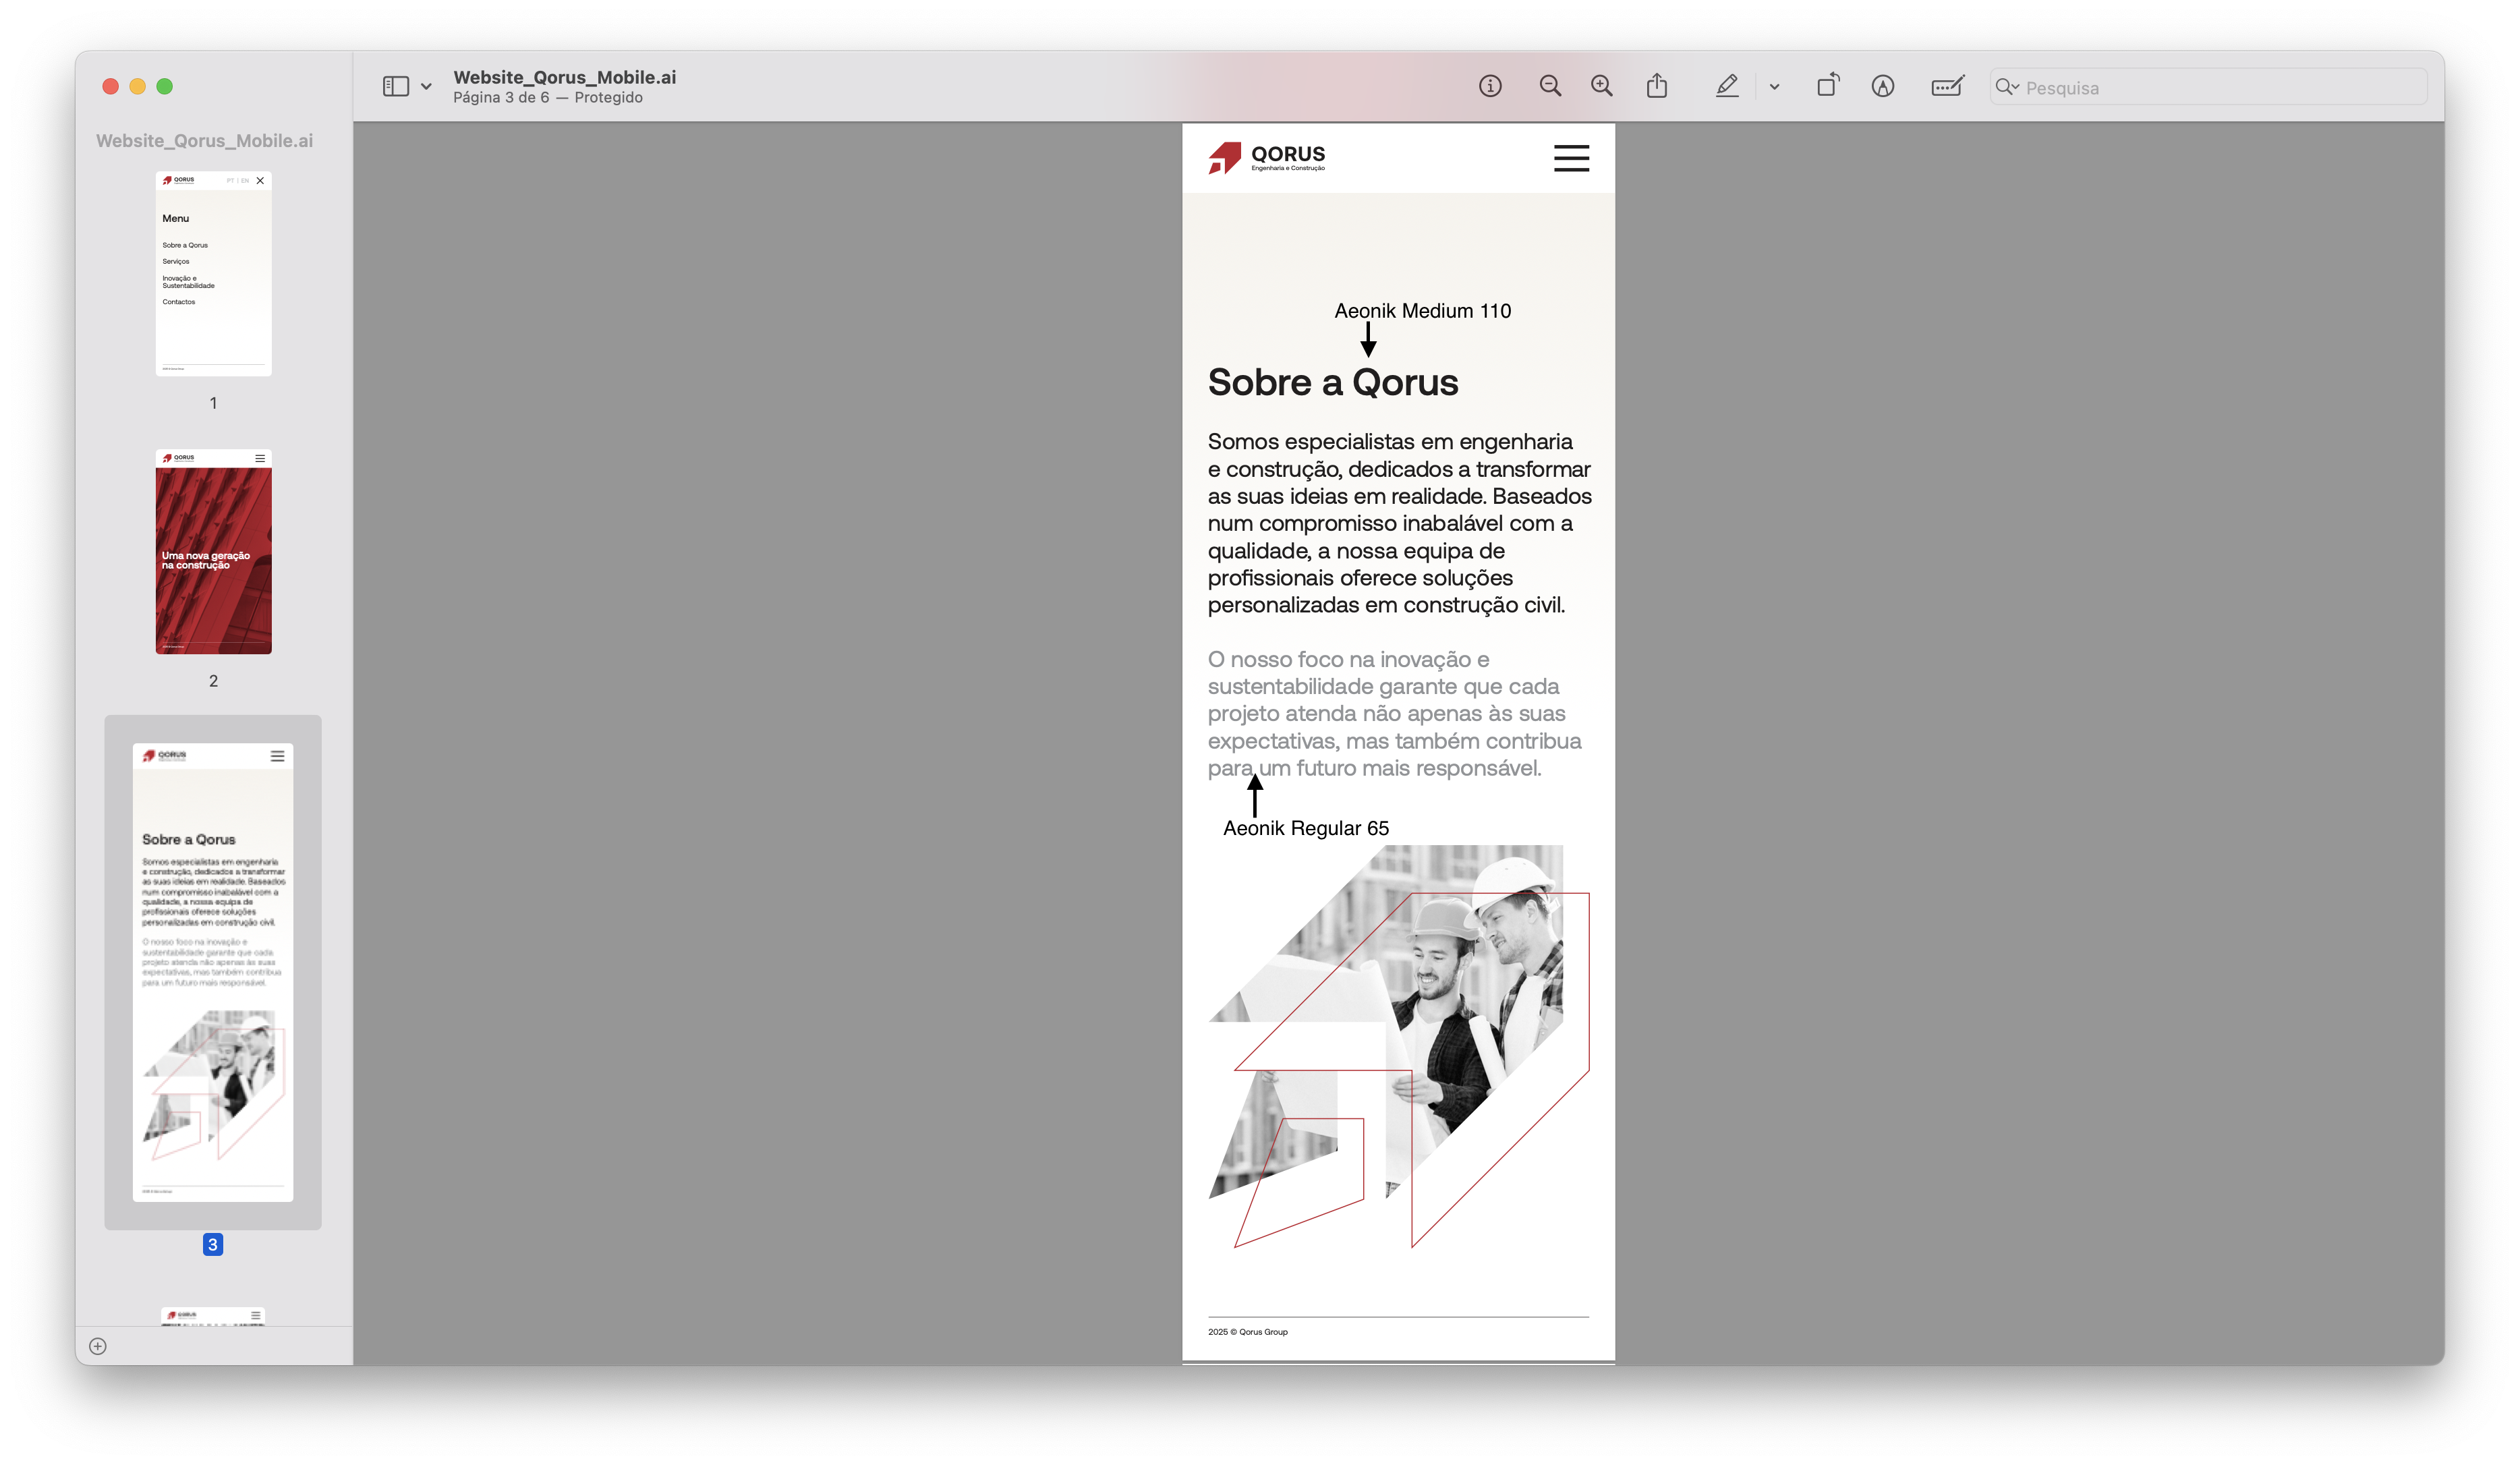 Website_Qorus_Mobile.ai
Página 3 de 6 — Protegido
Pesquisa
Website_Qorus_Mobile.ai
QORUS
PT | EN
Menu
Sobre a Qorus
Serviços
Inovação e
Sustentabilidade
Contactos
1
QORUS
Uma nova geração
na construção
2
QORUS
Sobre a Qorus
Somos especialistas em engenharia
e construção, dedicados a transformar
as suas ideias em realidade. Baseados
num compromisso inabalável com a
qualidade, a nossa equipa de
profissionais oferece soluções
personalizadas em construção civil.
O nosso foco na inovação e
sustentabilidade garante que cada
projeto atenda não apenas às suas
expectativas, mas também contribua
para um futuro mais responsável.
3
QORUS
QORUS
Engenharia e Construção
Aeonik Medium 110
Sobre a Qorus
Somos especialistas em engenharia
e construção, dedicados a transformar
as suas ideias em realidade. Baseados
num compromisso inabalável com a
qualidade, a nossa equipa de
profissionais oferece soluções
personalizadas em construção civil.
O nosso foco na inovação e
sustentabilidade garante que cada
projeto atenda não apenas às suas
expectativas, mas também contribua
para um futuro mais responsável.
Aeonik Regular 65
2025 © Qorus Group